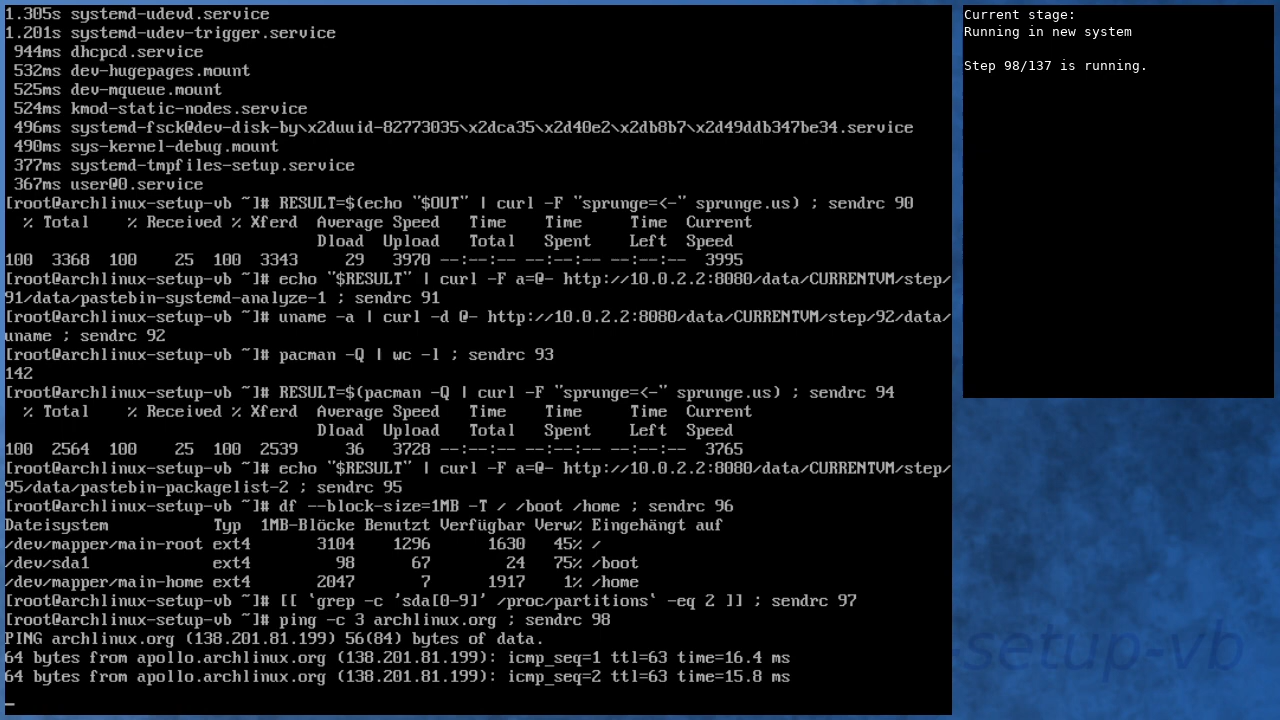 1.305s systemd-udevd.service
1.201s systemd-udev-trigger.service
944ms dhcpcd.service
532ms dev-hugepages.mount
525ms dev-mqueue.mount
524ms kmod-static-nodes.service
496ms systemd-fsck@dev-disk-by\x2duuid-82773035\x2dca35\x2d40e2\x2db8b7\x2d49ddb347be34.service
490ms sys-kernel-debug.mount
377ms systemd-tmpfiles-setup.service
367ms user@0.service
[root@archlinux-setup-vb ~]# RESULT=$(echo "$OUT" | curl -F "sprunge=<-" sprunge.us) ; sendrc 90
  % Total    % Received % Xferd  Average Speed   Time    Time     Time  Current
                                 Dload  Upload   Total   Spent    Left  Speed
100  3368  100    25  100  3343     29   3970 --:--:-- --:--:-- --:--:--  3995
[root@archlinux-setup-vb ~]# echo "$RESULT" | curl -F a=@- http://10.0.2.2:8080/data/CURRENTVM/step/
91/data/pastebin-systemd-analyze-1 ; sendrc 91
[root@archlinux-setup-vb ~]# uname -a | curl -d @- http://10.0.2.2:8080/data/CURRENTVM/step/92/data/
uname ; sendrc 92
[root@archlinux-setup-vb ~]# pacman -Q | wc -l ; sendrc 93
142
[root@archlinux-setup-vb ~]# RESULT=$(pacman -Q | curl -F "sprunge=<-" sprunge.us) ; sendrc 94
  % Total    % Received % Xferd  Average Speed   Time    Time     Time  Current
                                 Dload  Upload   Total   Spent    Left  Speed
100  2564  100    25  100  2539     36   3728 --:--:-- --:--:-- --:--:--  3765
[root@archlinux-setup-vb ~]# echo "$RESULT" | curl -F a=@- http://10.0.2.2:8080/data/CURRENTVM/step/
95/data/pastebin-packagelist-2 ; sendrc 95
[root@archlinux-setup-vb ~]# df --block-size=1MB -T / /boot /home ; sendrc 96
Dateisystem           Typ  1MB-Blöcke Benutzt Verfügbar Verw% Eingehängt auf
/dev/mapper/main-root ext4       3104    1296      1630   45% /
/dev/sda1             ext4         98      67        24   75% /boot
/dev/mapper/main-home ext4       2047       7      1917    1% /home
[root@archlinux-setup-vb ~]# [[ `grep -c 'sda[0-9]' /proc/partitions` -eq 2 ]] ; sendrc 97
[root@archlinux-setup-vb ~]# ping -c 3 archlinux.org ; sendrc 98
PING archlinux.org (138.201.81.199) 56(84) bytes of data.
64 bytes from apollo.archlinux.org (138.201.81.199): icmp_seq=1 ttl=63 time=16.4 ms
64 bytes from apollo.archlinux.org (138.201.81.199): icmp_seq=2 ttl=63 time=15.8 ms
_
Current stage:
Running in new system
Step 98/137 is running.
-setup-vb